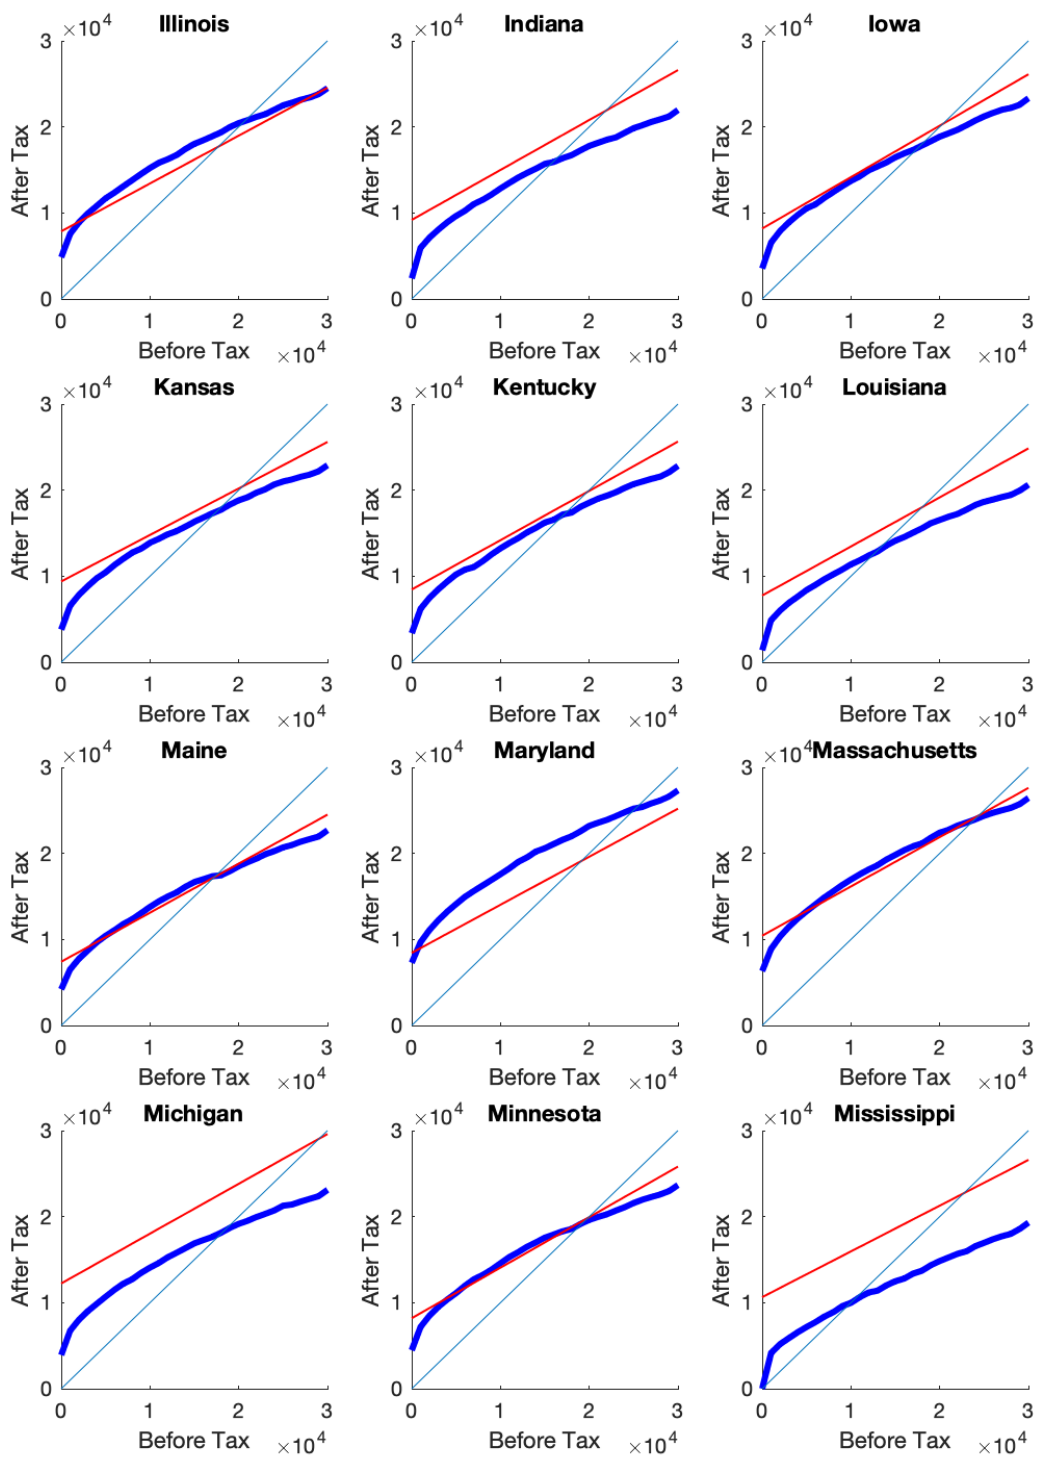 ×10⁴ Illinois ×10⁴ Indiana ×10⁴ Iowa
3 3 3
2 2 2
1 1 1
0 0 0
After Tax After Tax After Tax
0 1 2 3 0 1 2 3 0 1 2 3
Before Tax ×10⁴ Before Tax ×10⁴ Before Tax ×10⁴
×10⁴ Kansas ×10⁴ Kentucky ×10⁴ Louisiana
3 3 3
2 2 2
1 1 1
0 0 0
After Tax After Tax After Tax
0 1 2 3 0 1 2 3 0 1 2 3
Before Tax ×10⁴ Before Tax ×10⁴ Before Tax ×10⁴
×10⁴ Maine ×10⁴ Maryland ×10⁴ Massachusetts
3 3 3
2 2 2
1 1 1
0 0 0
After Tax After Tax After Tax
0 1 2 3 0 1 2 3 0 1 2 3
Before Tax ×10⁴ Before Tax ×10⁴ Before Tax ×10⁴
×10⁴ Michigan ×10⁴ Minnesota ×10⁴ Mississippi
3 3 3
2 2 2
1 1 1
0 0 0
After Tax After Tax After Tax
0 1 2 3 0 1 2 3 0 1 2 3
Before Tax ×10⁴ Before Tax ×10⁴ Before Tax ×10⁴